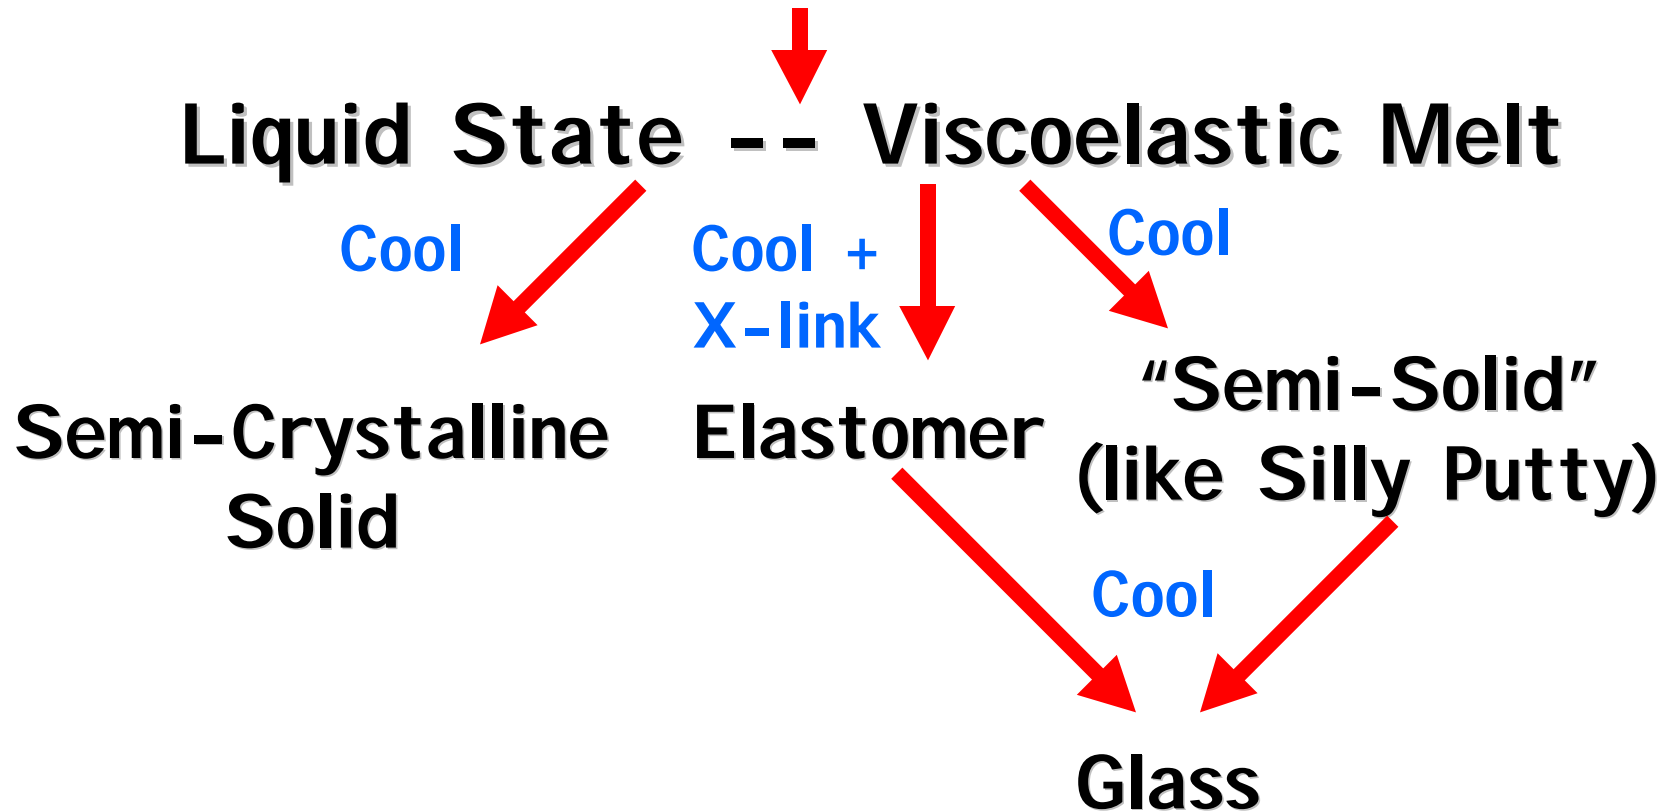 Liquid State -- Viscoelastic Melt
Cool
Cool +
X-link
Cool
Semi-Crystalline
Solid
Elastomer
“Semi-Solid”
(like Silly Putty)
Cool
Glass